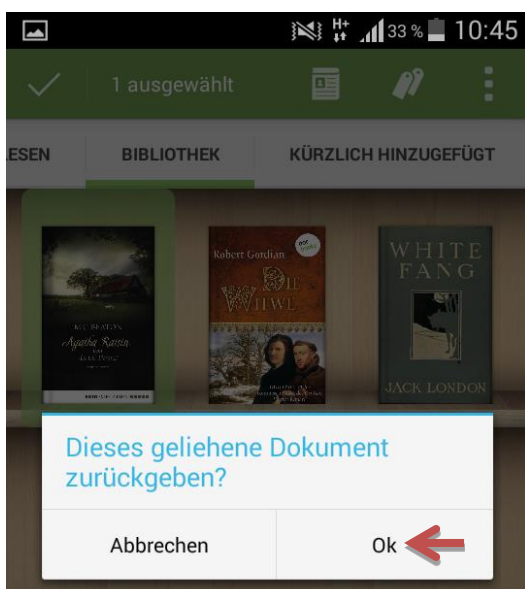 H+ 33 % 10:45
1 ausgewählt
LESEN BIBLIOTHEK KÜRZLICH HINZUGEFÜGT
M.C. BEATON
Agatha Raisin
Robert Gordian
DIE
WITWE
WHITE
FANG
JACK LONDON
Dieses geliehene Dokument
zurückgeben?
Abbrechen Ok